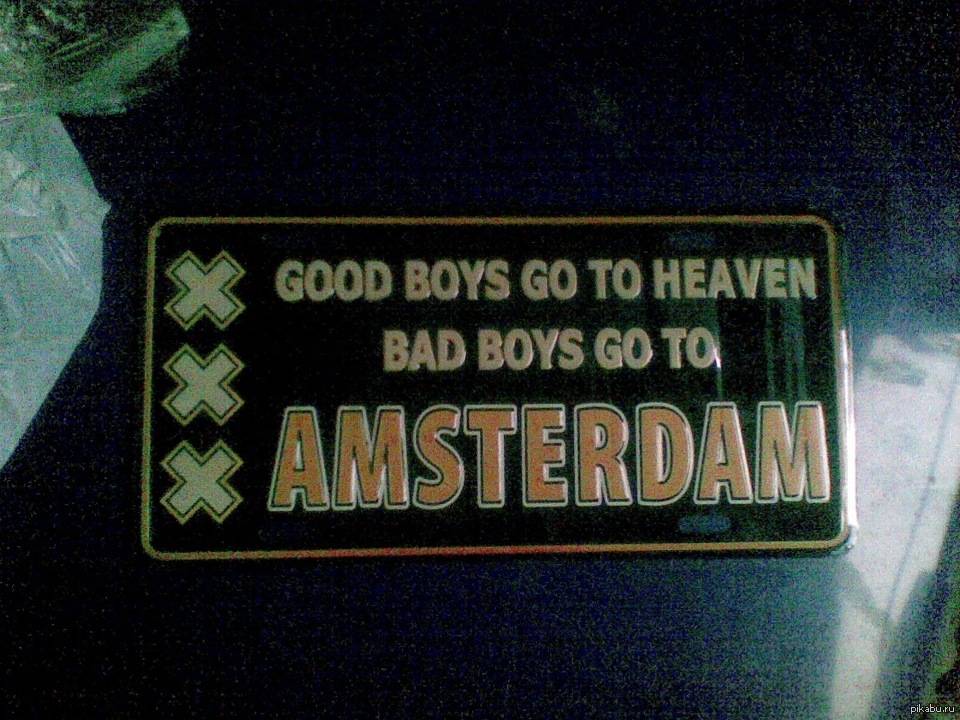 GOOD BOYS GO TO HEAVEN
BAD BOYS GO TO
AMSTERDAM
pikabu.ru